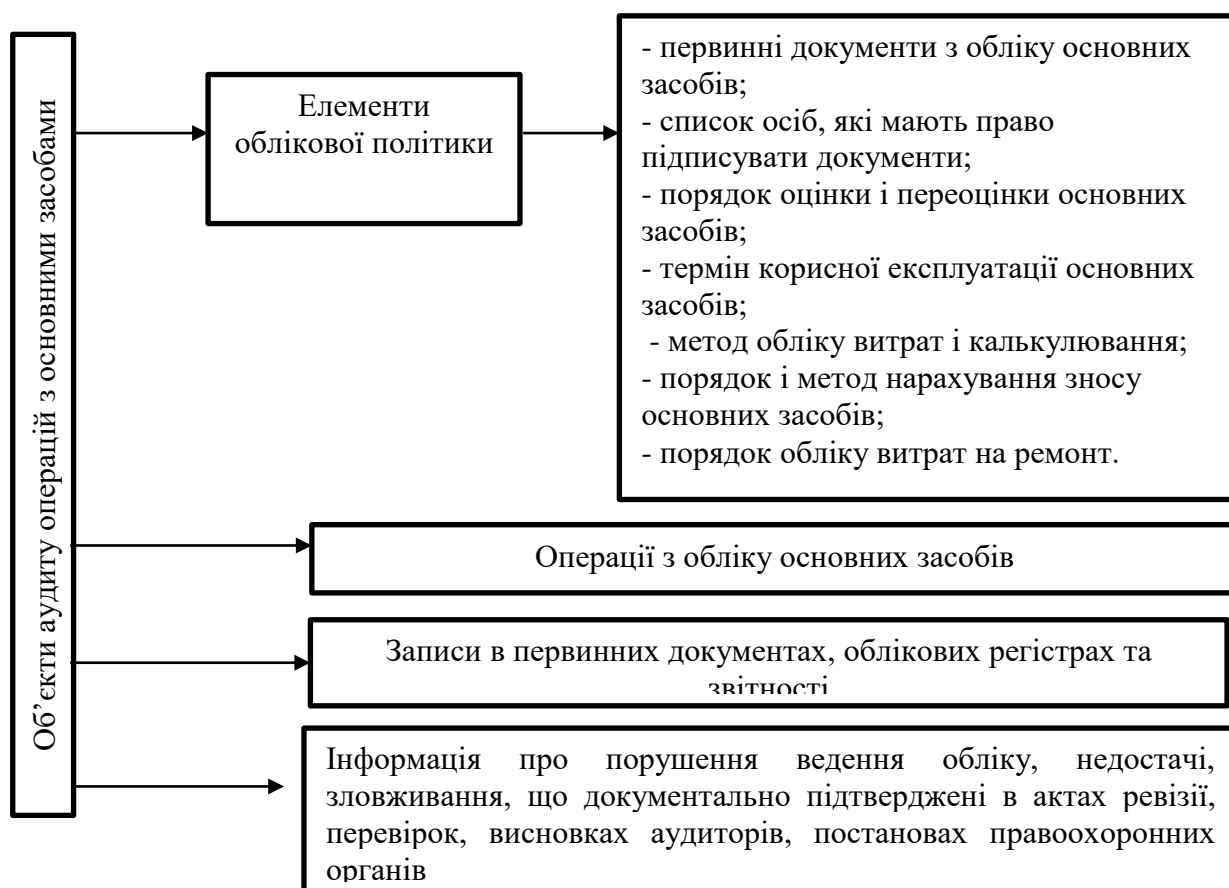 Об’єкти аудиту операцій з основними засобами
Елементи
облікової політики
- первинні документи з обліку основних
засобів;
- список осіб, які мають право
підписувати документи;
- порядок оцінки і переоцінки основних
засобів;
- термін корисної експлуатації основних
засобів;
- метод обліку витрат і калькулювання;
- порядок і метод нарахування зносу
основних засобів;
- порядок обліку витрат на ремонт.
Операції з обліку основних засобів
Записи в первинних документах, облікових регістрах та
звітності
Інформація про порушення ведення обліку, недостачі,
зловживання, що документально підтверджені в актах ревізії,
перевірок, висновках аудиторів, постановах правоохоронних
органів